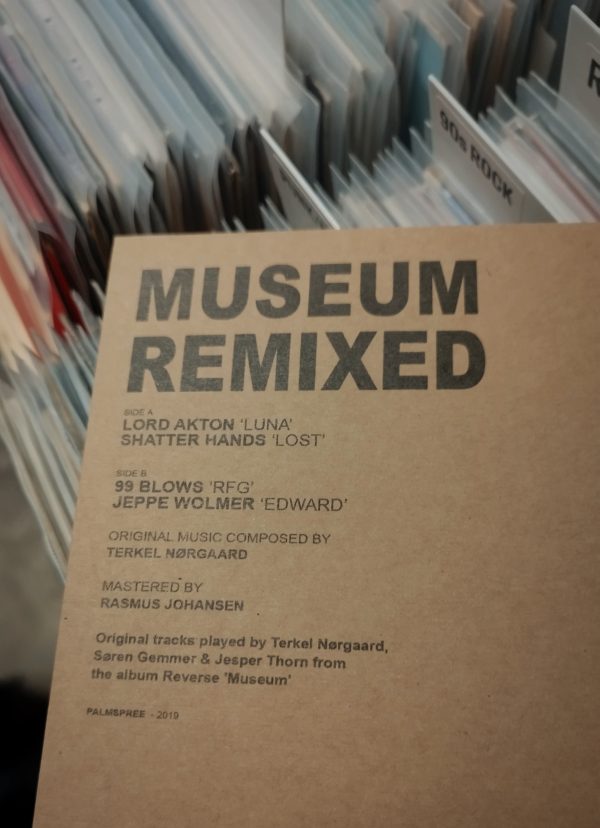 90s ROCK
R
MUSEUM
REMIXED
SIDE A
LORD AKTON 'LUNA'
SHATTER HANDS 'LOST'
SIDE B
99 BLOWS 'RFG'
JEPPE WOLMER 'EDWARD'
ORIGINAL MUSIC COMPOSED BY
TERKEL NØRGAARD
MASTERED BY
RASMUS JOHANSEN
Original tracks played by Terkel Nørgaard,
Søren Gemmer & Jesper Thorn from
the album Reverse 'Museum'
PALMSPREE - 2019